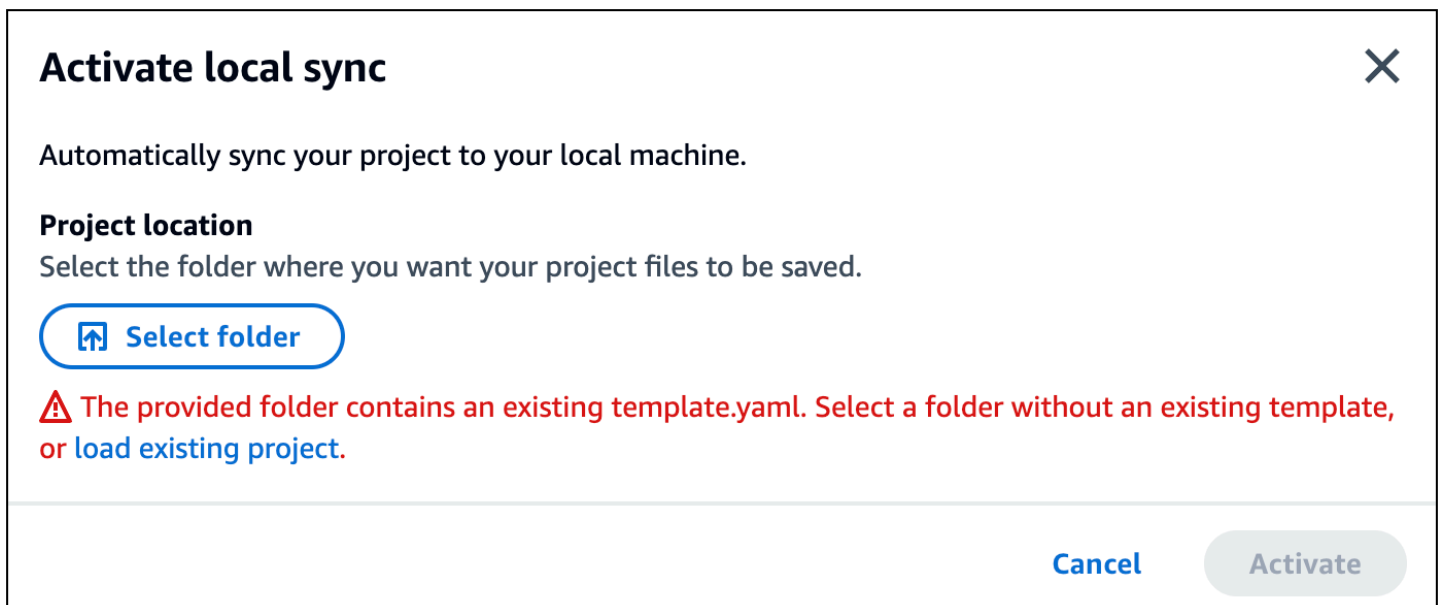 Activate local sync
Automatically sync your project to your local machine.
Project location
Select the folder where you want your project files to be saved.
Select folder
The provided folder contains an existing template.yaml. Select a folder without an existing template,
or load existing project.
Cancel
Activate